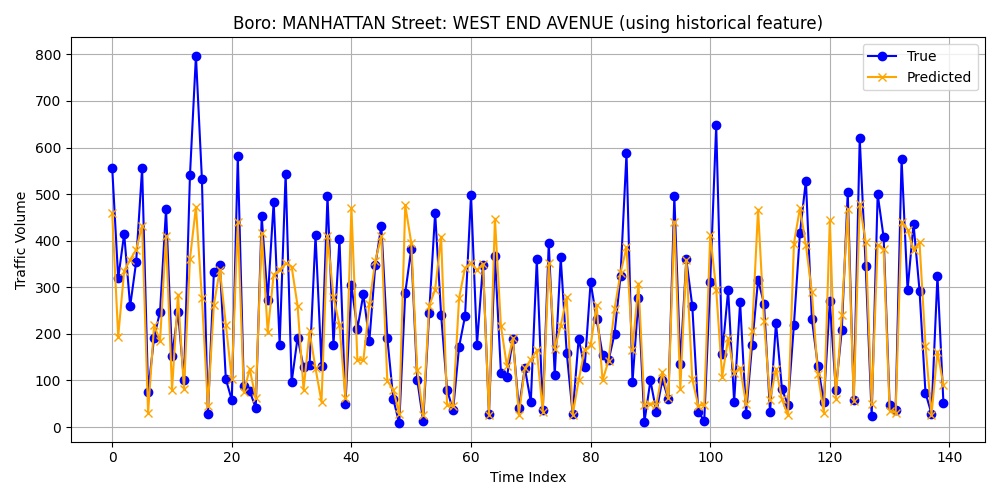 Boro: MANHATTAN Street: WEST END AVENUE (using historical feature)
True
Predicted
Traffic Volume
800
700
600
500
400
300
200
100
0
0 20 40 60 80 100 120 140
Time Index